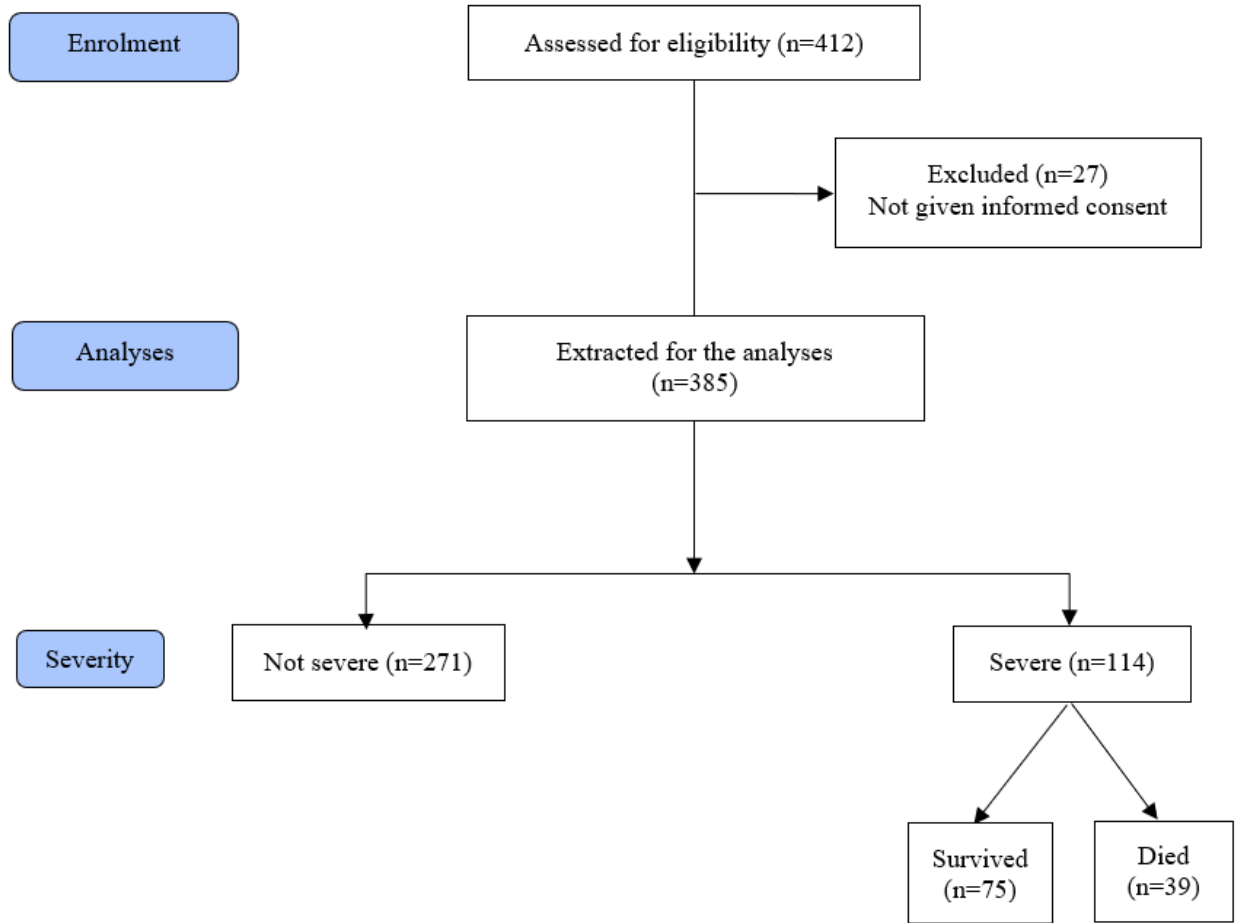 Enrolment
Assessed for eligibility (n=412)
Excluded (n=27)
Not given informed consent
Analyses
Extracted for the analyses
(n=385)
Severity
Not severe (n=271)
Severe (n=114)
Survived
(n=75)
Died
(n=39)